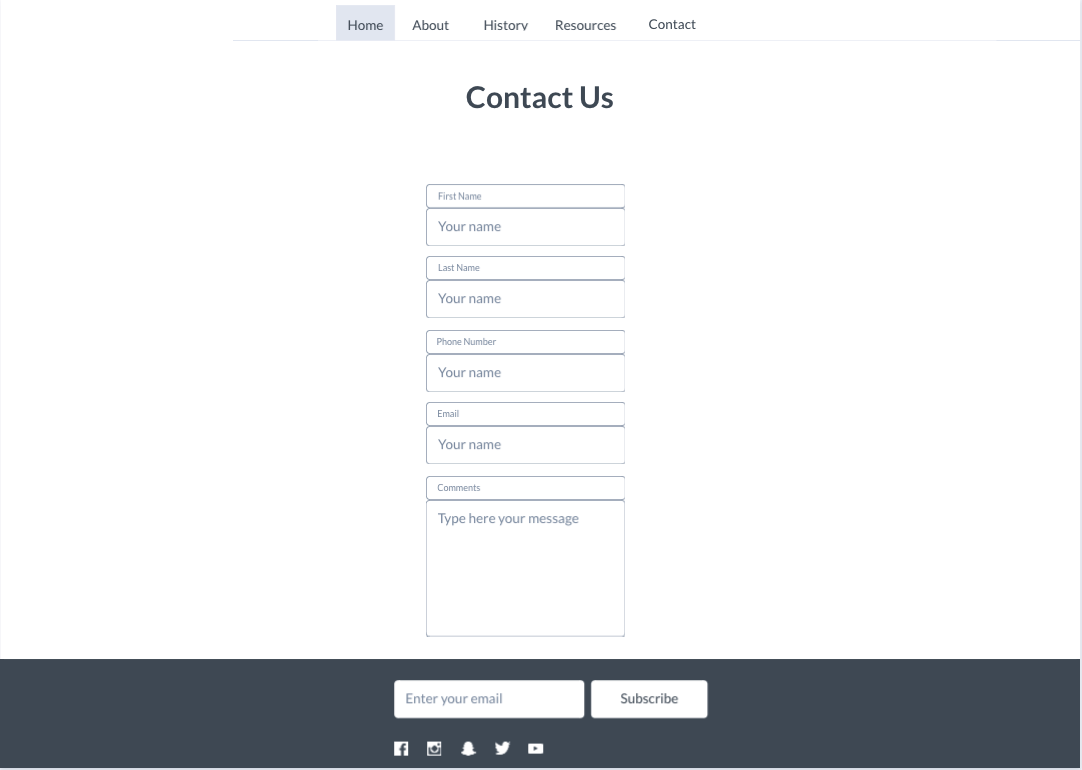 Home About History Resources Contact
Contact Us
First Name
Your name
Last Name
Your name
Phone Number
Your name
Email
Your name
Comments
Type here your message
Enter your email Subscribe